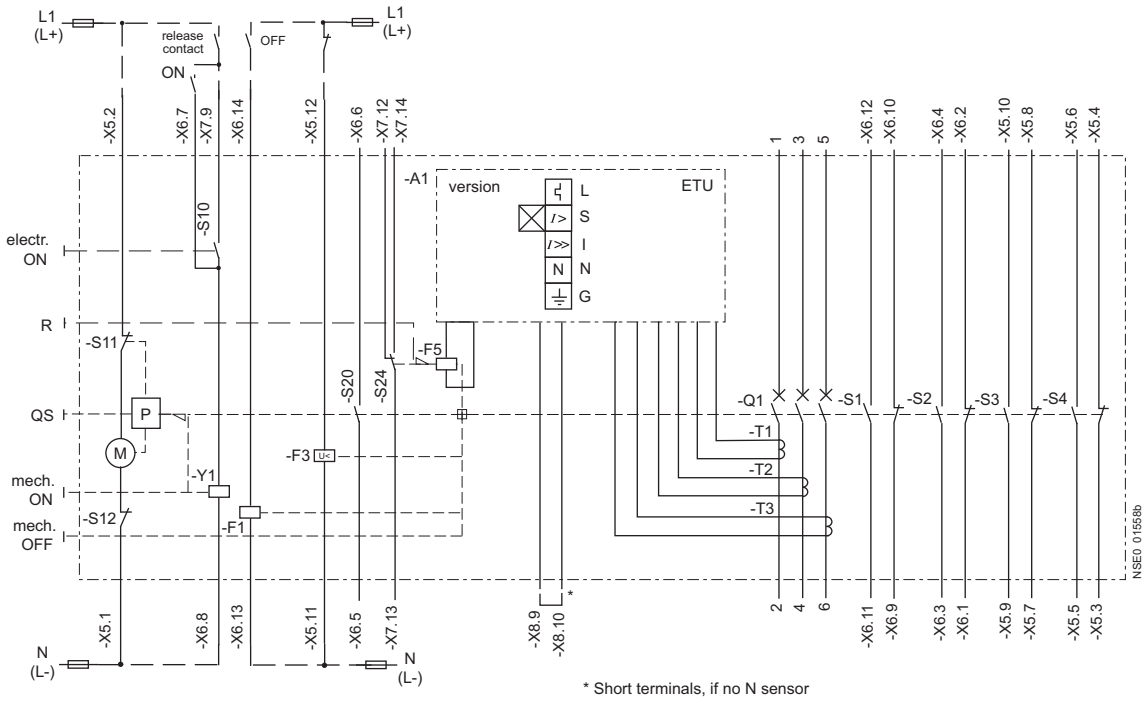 L1
(L+)
release
contact
ON
OFF
L1
(L+)
-X5.2
-X6.7
-X7.9
-X6.14
-X5.12
-X6.6
-X7.12
-X7.14
1
3
5
-X6.12
-X6.10
-X6.4
-X6.2
-X5.10
-X5.8
-X5.6
-X5.4
-A1
version
ETU
L
I> S
I>> I
N N
G
-S10
electr.
ON
R
-S11
-F5
-S20
-S24
QS
P
-Q1
-S1
-S2
-S3
-S4
M
-T1
-F3
U<
-T2
mech.
ON
-Y1
-T3
-S12
-F1
mech.
OFF
NSE0_01558b
-X5.1
-X6.8
-X6.13
-X5.11
-X6.5
-X7.13
-X8.9
-X8.10
*
2
4
6
-X6.11
-X6.9
-X6.3
-X6.1
-X5.9
-X5.7
-X5.5
-X5.3
N
(L-)
N
(L-)
* Short terminals, if no N sensor